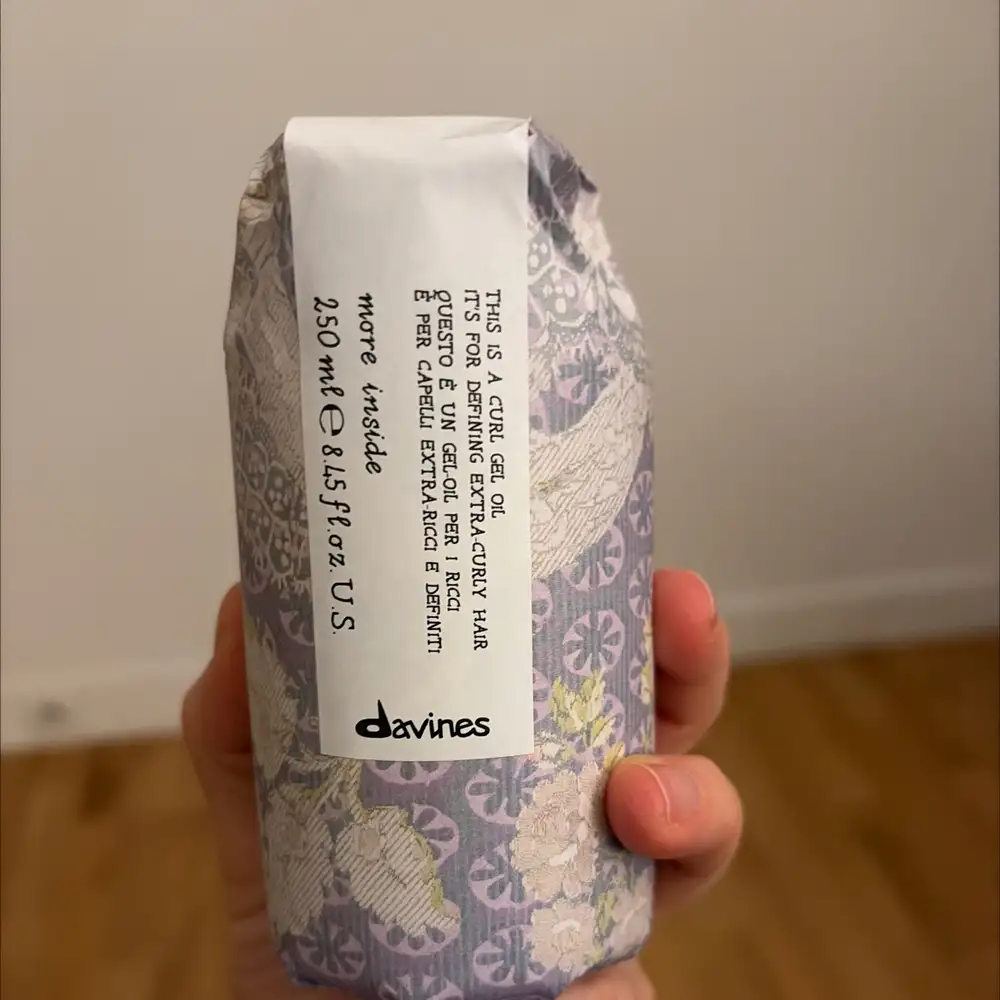 THIS IS A CURL GEL OIL
IT'S FOR DEFINING EXTRA-CURLY HAIR
QUESTO È UN GEL-OIL PER I RICCI
È PER CAPELLI EXTRA-RICCI E DEFINITI
more inside
250 ml ℮ 8.45 fl.oz. U.S.
davines